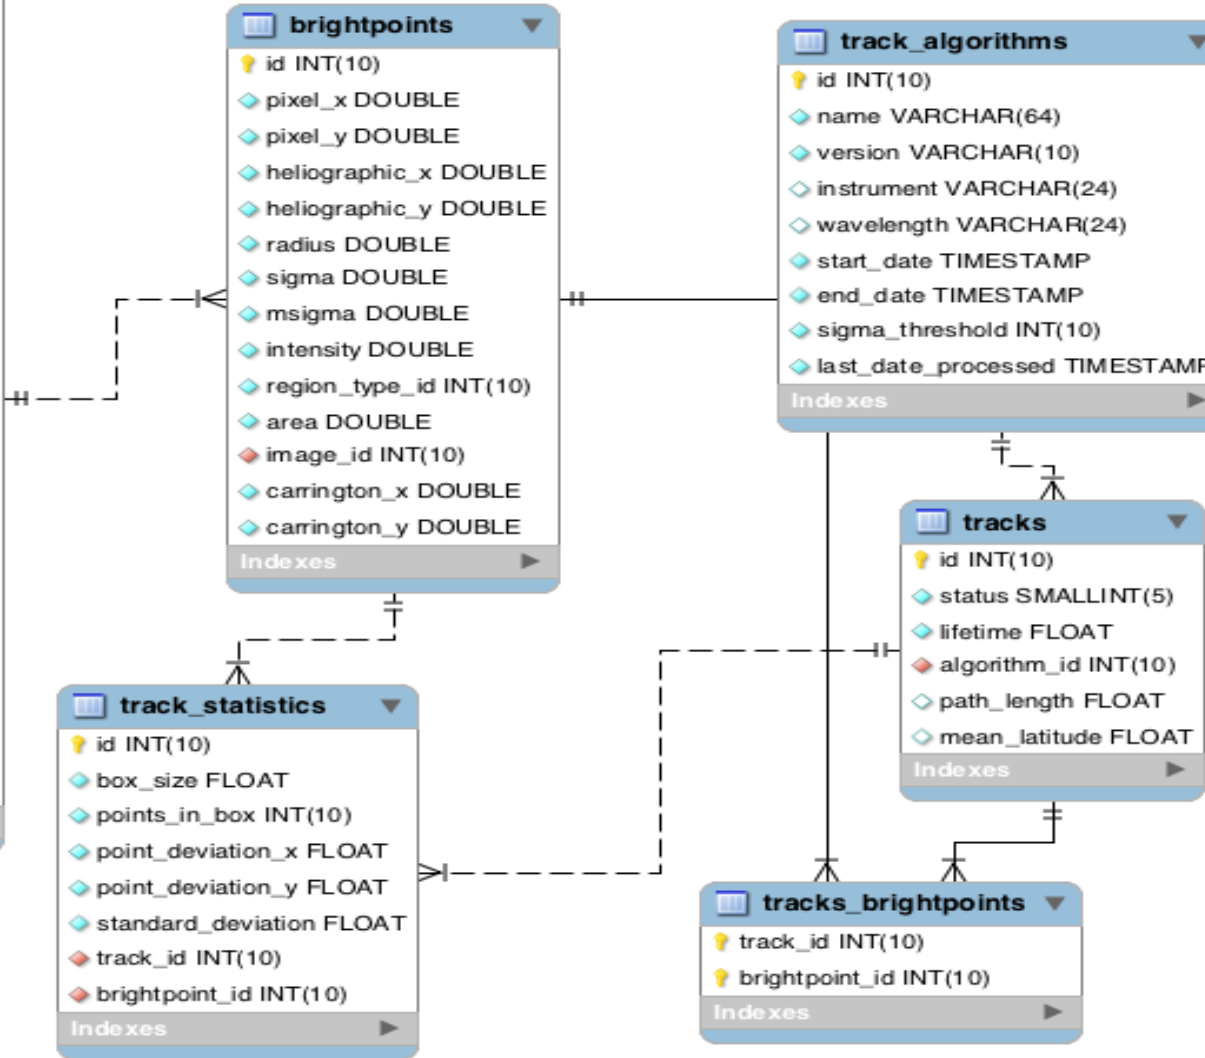 brightpoints
id INT(10)
pixel_x DOUBLE
pixel_y DOUBLE
heliographic_x DOUBLE
heliographic_y DOUBLE
radius DOUBLE
sigma DOUBLE
msigma DOUBLE
intensity DOUBLE
region_type_id INT(10)
area DOUBLE
image_id INT(10)
carrington_x DOUBLE
carrington_y DOUBLE
Indexes
track_algorithms
id INT(10)
name VARCHAR(64)
version VARCHAR(10)
instrument VARCHAR(24)
wavelength VARCHAR(24)
start_date TIMESTAMP
end_date TIMESTAMP
sigma_threshold INT(10)
last_date_processed TIMESTAMP
Indexes
tracks
id INT(10)
status SMALLINT(5)
lifetime FLOAT
algorithm_id INT(10)
path_length FLOAT
mean_latitude FLOAT
Indexes
track_statistics
id INT(10)
box_size FLOAT
points_in_box INT(10)
point_deviation_x FLOAT
point_deviation_y FLOAT
standard_deviation FLOAT
track_id INT(10)
brightpoint_id INT(10)
Indexes
tracks_brightpoints
track_id INT(10)
brightpoint_id INT(10)
Indexes